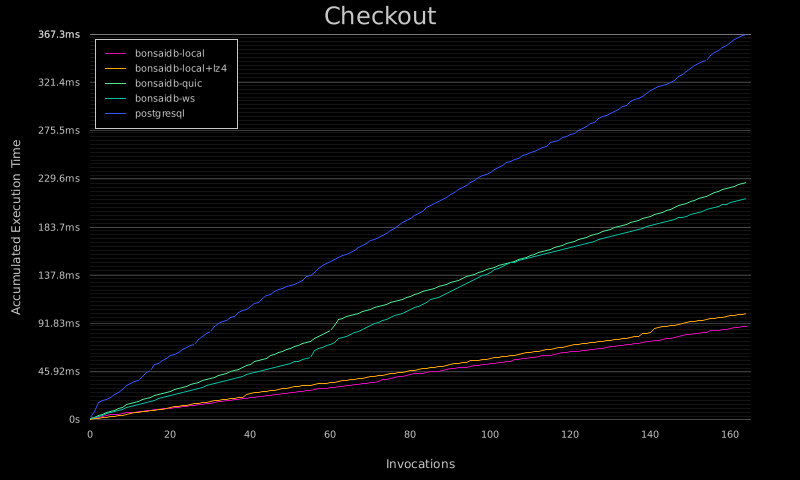 Checkout
367.3ms
321.4ms
275.5ms
229.6ms
183.7ms
137.8ms
91.83ms
45.92ms
0s
Accumulated Execution Time
bonsaidb-local
bonsaidb-local+lz4
bonsaidb-quic
bonsaidb-ws
postgresql
0 20 40 60 80 100 120 140 160
Invocations